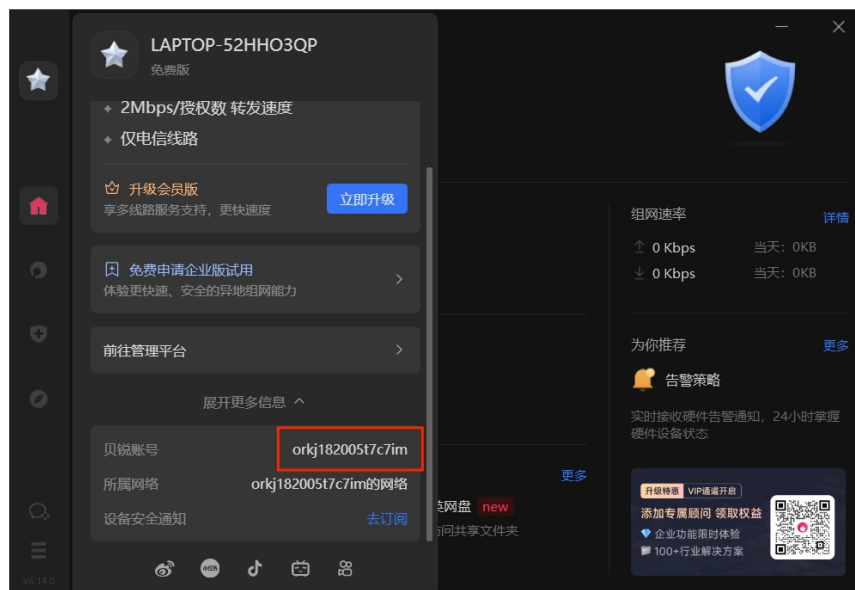 LAPTOP-52HHO3QP
免费版
2Mbps/授权数 转发速度
仅电信线路
升级会员版
享多线路服务支持，更快速度
立即升级
免费申请企业版试用
体验更快速、安全的异地组网能力
前往管理平台
展开更多信息
贝锐账号
orkj182005t7c7im
所属网络
orkj182005t7c7im的网络
设备安全通知
去订阅
V6.14.0
组网速率
详情
0 Kbps
当天：0KB
0 Kbps
当天：0KB
为你推荐
更多
告警策略
实时接收硬件告警通知，24小时掌握
硬件设备状态
更多
网盘 new
问共享文件夹
升级特惠 VIP通道开启
添加专属顾问 领取权益
企业功能限时体验
100+行业解决方案